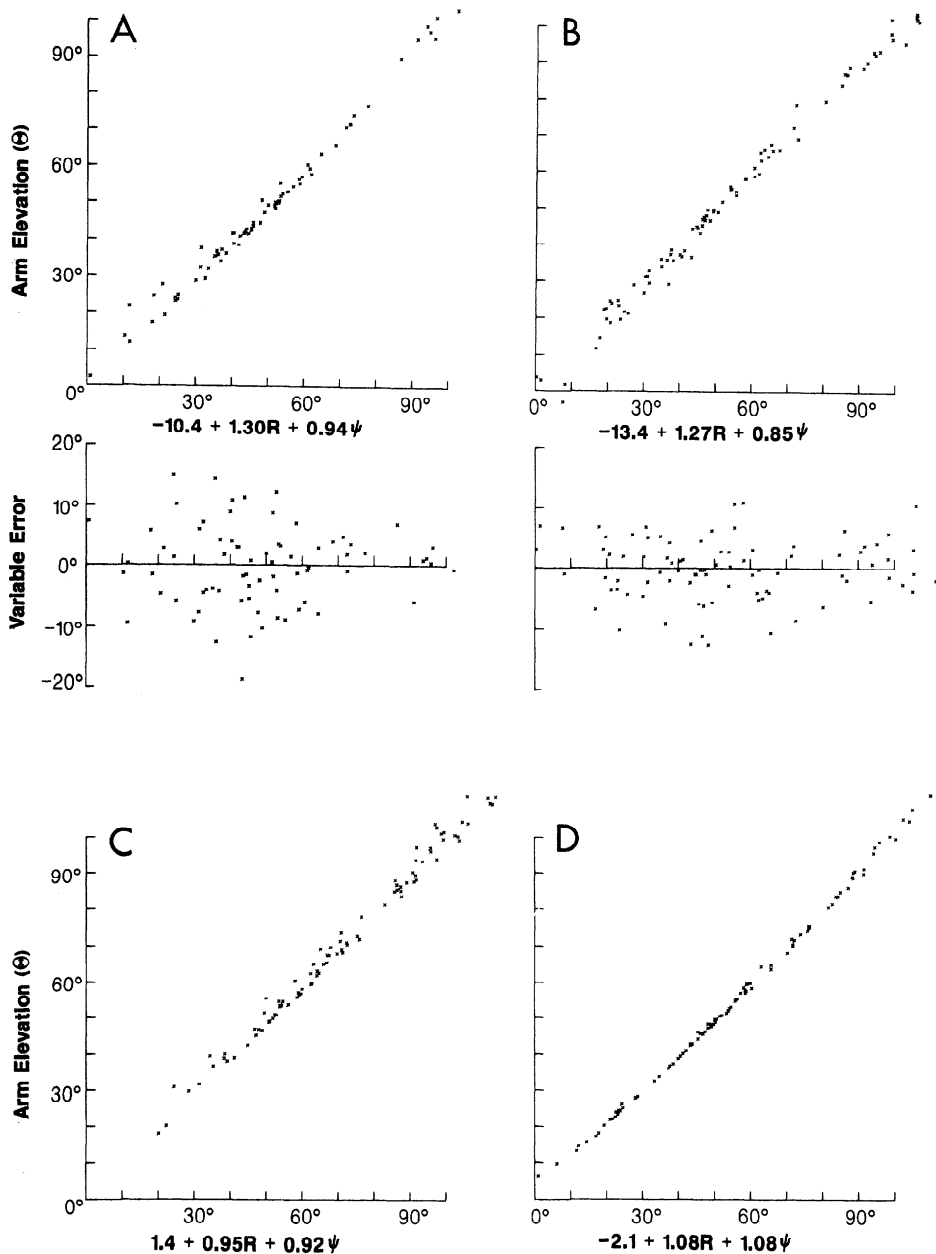 A
B
90°
60°
30°
0°
Arm Elevation (Θ)
30° 60° 90°
-10.4 + 1.30R + 0.94ψ
0° 30° 60° 90°
-13.4 + 1.27R + 0.85ψ
20°
10°
0°
-10°
-20°
Variable Error
C
D
90°
60°
30°
0°
Arm Elevation (Θ)
30° 60° 90°
1.4 + 0.95R + 0.92ψ
0° 30° 60° 90°
-2.1 + 1.08R + 1.08ψ